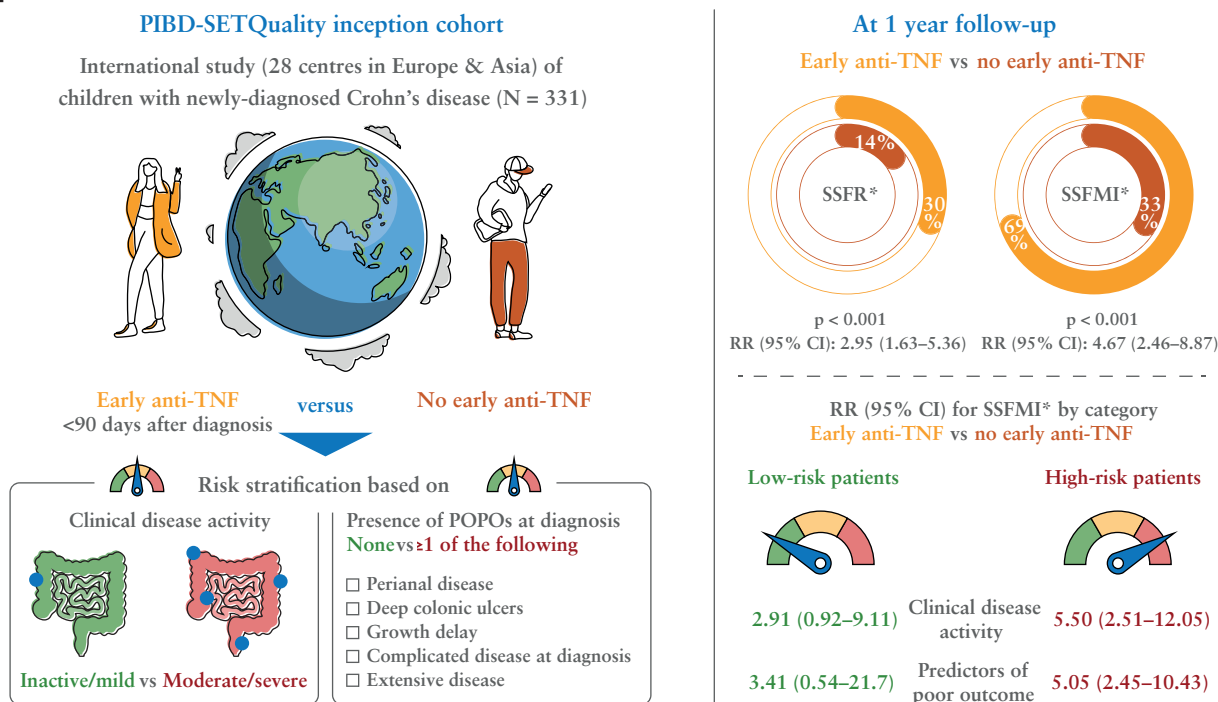 PIBD-SETQuality inception cohort
International study (28 centres in Europe & Asia) of
children with newly-diagnosed Crohn's disease (N = 331)
Early anti-TNF
<90 days after diagnosis
versus
No early anti-TNF
Risk stratification based on
Clinical disease activity
Inactive/mild vs Moderate/severe
Presence of POPOs at diagnosis
None vs ≥1 of the following
Perianal disease
Deep colonic ulcers
Growth delay
Complicated disease at diagnosis
Extensive disease
At 1 year follow-up
Early anti-TNF vs no early anti-TNF
14%
SSFR*
30
%
33
%
SSFMI*
69
%
p < 0.001
RR (95% CI): 2.95 (1.63–5.36)
p < 0.001
RR (95% CI): 4.67 (2.46–8.87)
RR (95% CI) for SSFMI* by category
Early anti-TNF vs no early anti-TNF
Low-risk patients
High-risk patients
2.91 (0.92–9.11)
Clinical disease
activity
5.50 (2.51–12.05)
3.41 (0.54–21.7)
Predictors of
poor outcome
5.05 (2.45–10.43)